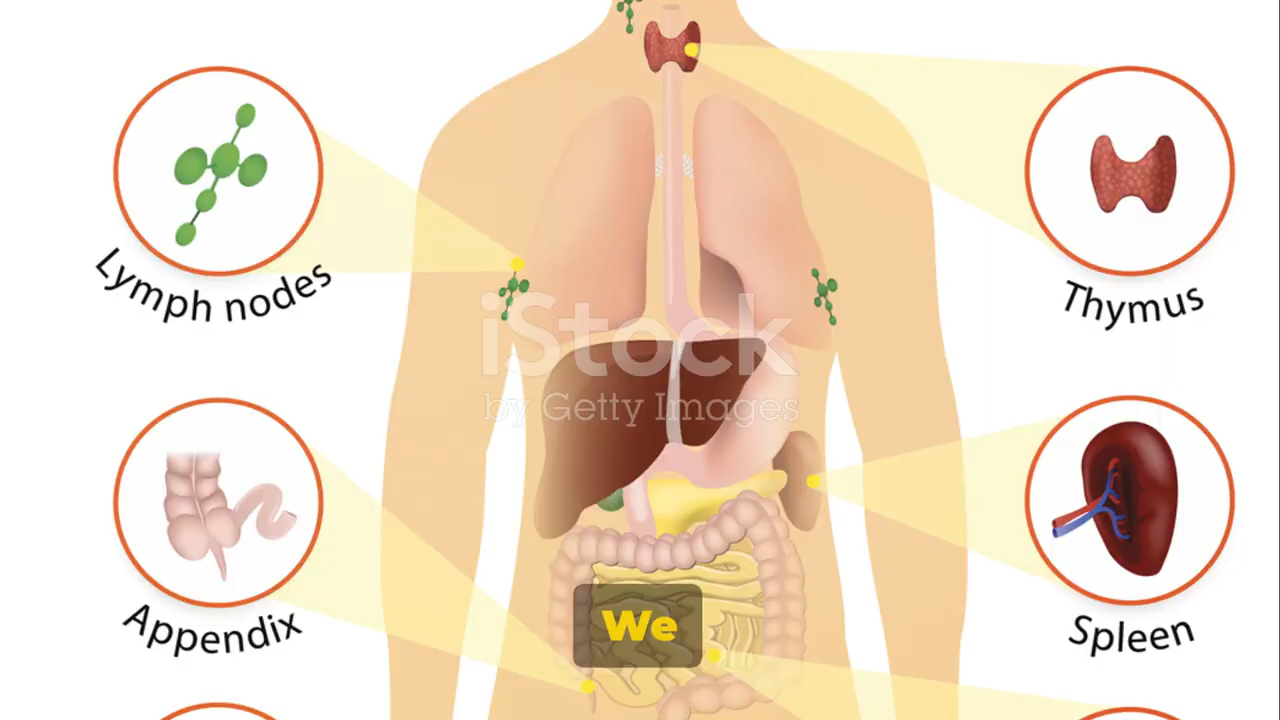 Lymph nodes
Thymus
iStock
by Getty Images
Appendix
We
Spleen